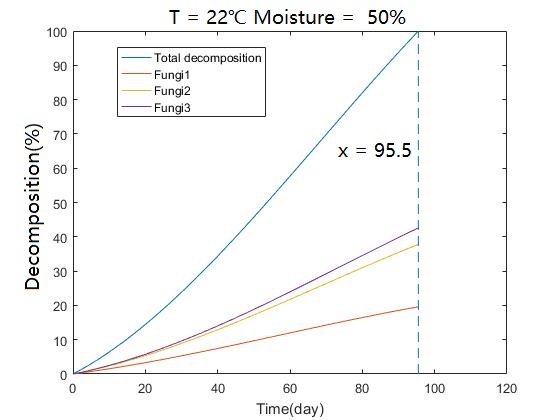 T = 22℃ Moisture =  50%
100
90
80
70
60
50
40
30
20
10
0
Decomposition(%)
Total decomposition
Fungi1
Fungi2
Fungi3
x = 95.5
0 20 40 60 80 100 120
Time(day)